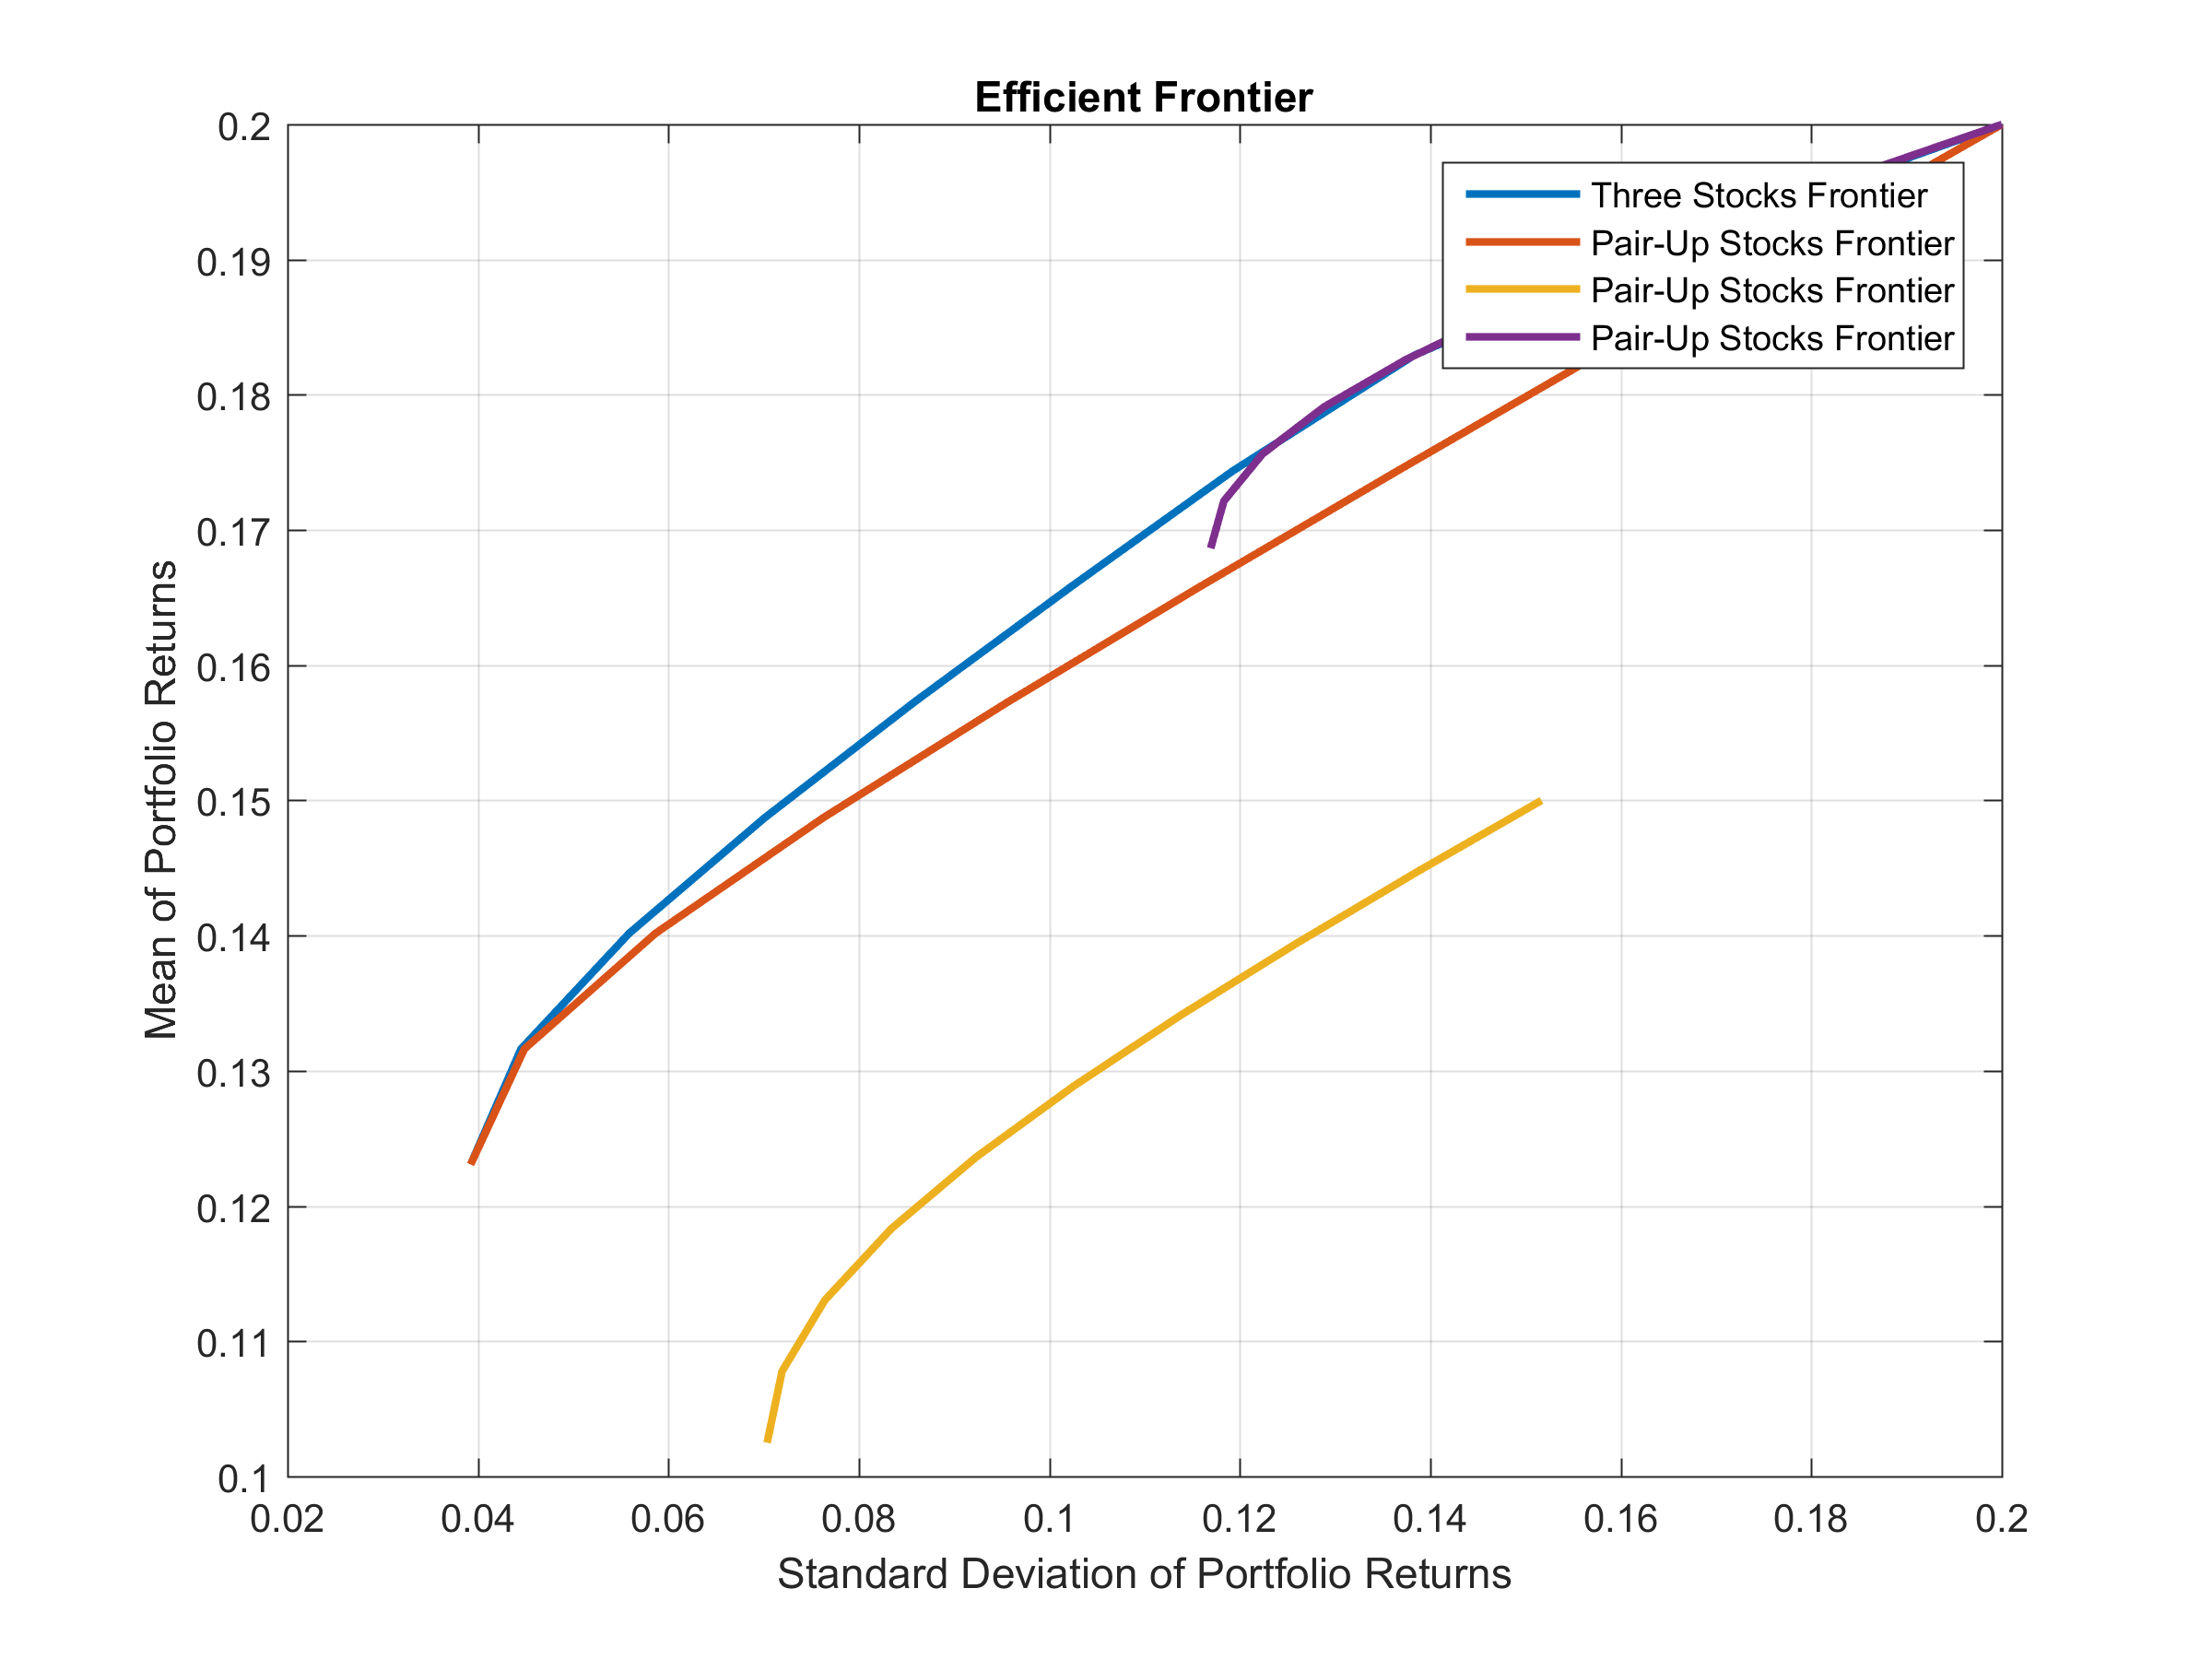 Efficient Frontier
0.2
0.19
0.18
0.17
0.16
0.15
0.14
0.13
0.12
0.11
0.1
Mean of Portfolio Returns
Three Stocks Frontier
Pair-Up Stocks Frontier
Pair-Up Stocks Frontier
Pair-Up Stocks Frontier
0.02 0.04 0.06 0.08 0.1 0.12 0.14 0.16 0.18 0.2
Standard Deviation of Portfolio Returns